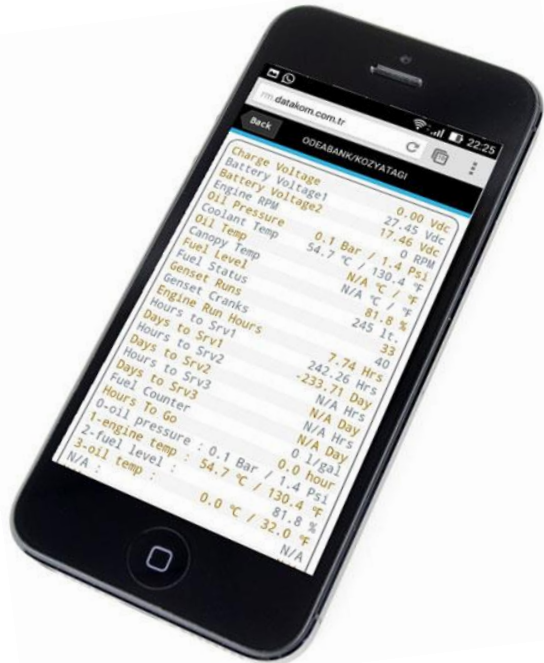 22:25
rm.datakom.com.tr
Back ODEABANK/KOZYATAGI
Charge Voltage 0.00 Vdc
Battery Voltage1 27.45 Vdc
Battery Voltage2 17.46 Vdc
Engine RPM 0 RPM
Oil Pressure 0.1 Bar / 1.4 Psi
Coolant Temp 54.7 °C / 130.4 °F
Oil Temp N/A °C / °F
Canopy Temp N/A °C / °F
Fuel Level 81.8 %
Fuel Status 245 lt.
Genset Runs 33
Genset Cranks 40
Engine Run Hours 7.74 Hrs
Hours to Srv1 242.26 Hrs
Days to Srv1 -233.71 Day
Hours to Srv2 N/A Hrs
Days to Srv2 N/A Day
Hours to Srv3 N/A Hrs
Days to Srv3 N/A Day
Fuel Counter 0 l/gal
Hours To Go 0.0 hour
0-oil pressure : 0.1 Bar / 1.4 Psi
1-engine temp : 54.7 °C / 130.4 °F
2-fuel level : 81.8 %
3-oil temp : 0.0 °C / 32.0 °F
N/A : N/A